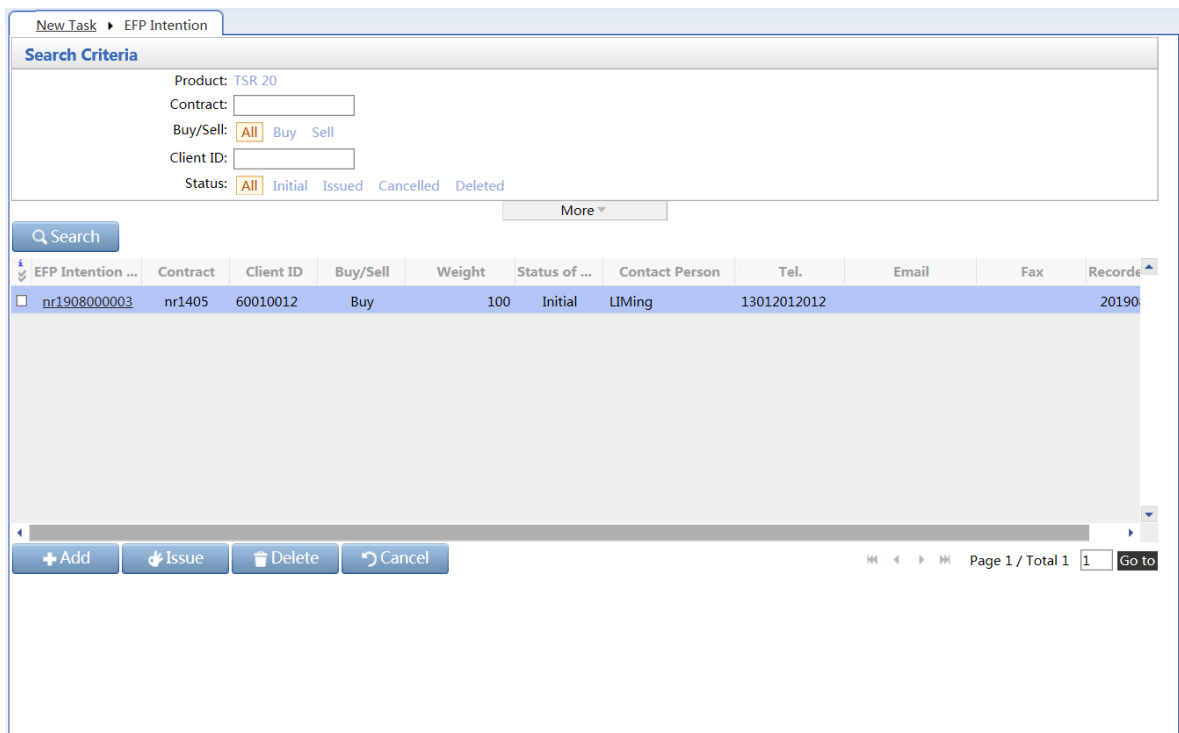 New Task ▸ EFP Intention
Search Criteria
Product: TSR 20
Contract:
Buy/Sell: All Buy Sell
Client ID:
Status: All Initial Issued Cancelled Deleted
More
Search
EFP Intention ... Contract Client ID Buy/Sell Weight Status of ... Contact Person Tel. Email Fax Recorde
nr1908000003 nr1405 60010012 Buy 100 Initial LIMing 13012012012 20190
Add Issue Delete Cancel Page 1 / Total 1 1 Go to